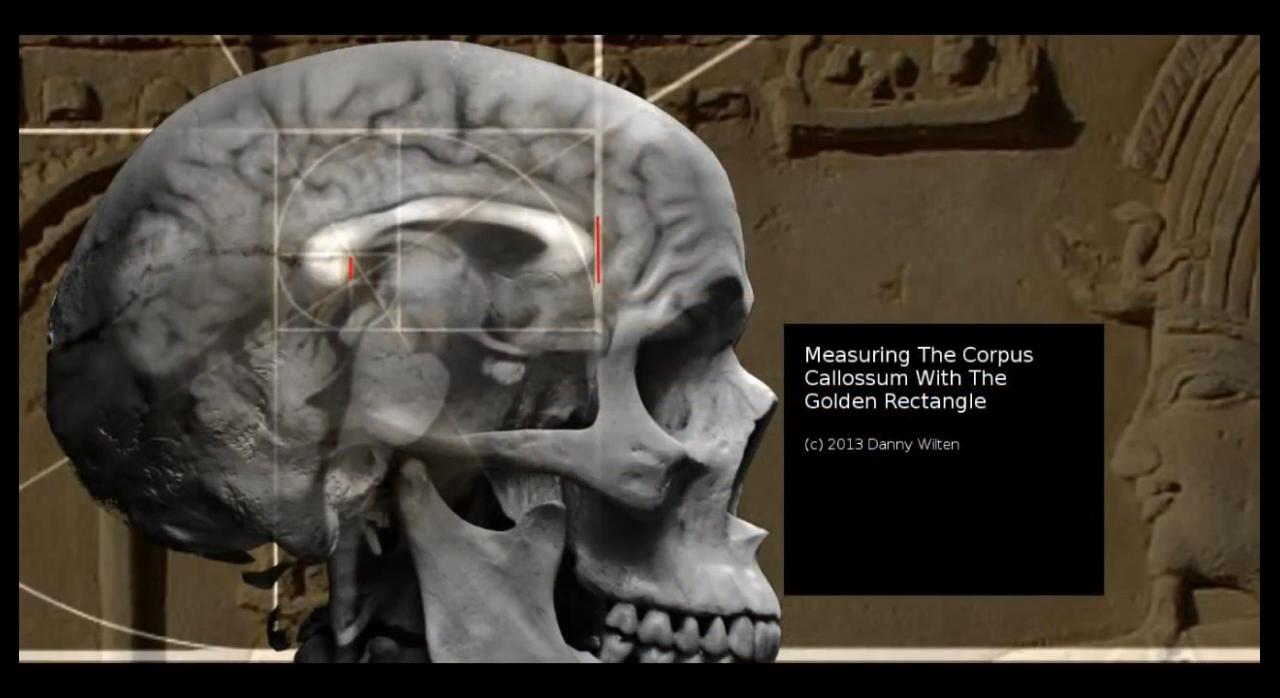 Measuring The Corpus
Callossum With The
Golden Rectangle
(c) 2013 Danny Wilten